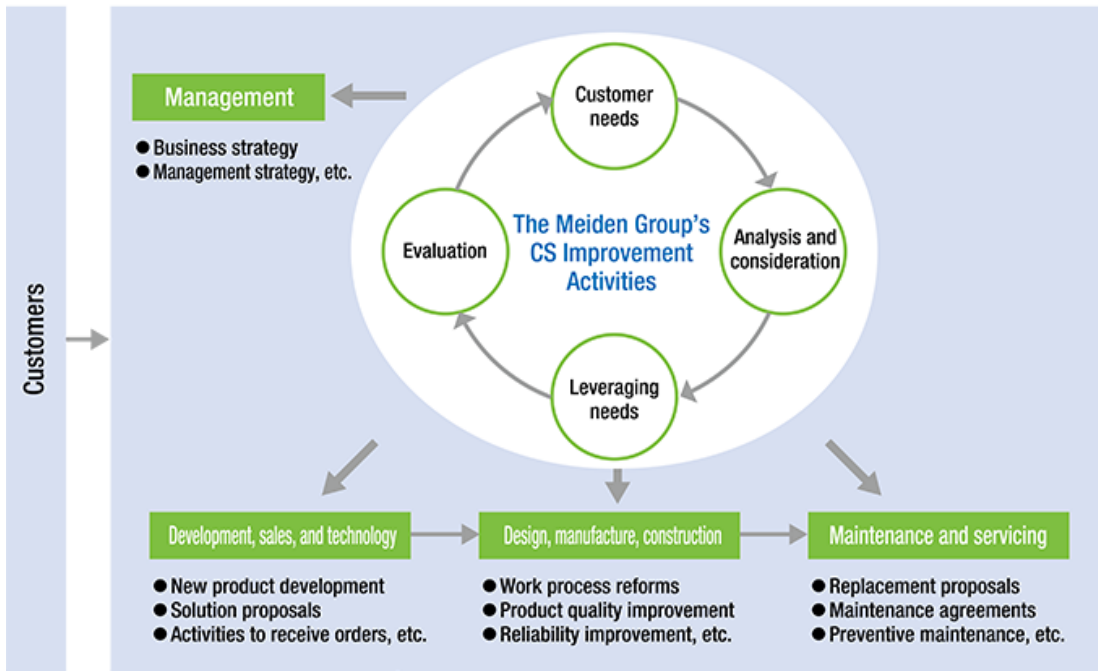 Customers
Management
● Business strategy
● Management strategy, etc.
Customer
needs
The Meiden Group's
CS Improvement
Activities
Evaluation
Analysis and
consideration
Leveraging
needs
Development, sales, and technology
● New product development
● Solution proposals
● Activities to receive orders, etc.
Design, manufacture, construction
● Work process reforms
● Product quality improvement
● Reliability improvement, etc.
Maintenance and servicing
● Replacement proposals
● Maintenance agreements
● Preventive maintenance, etc.